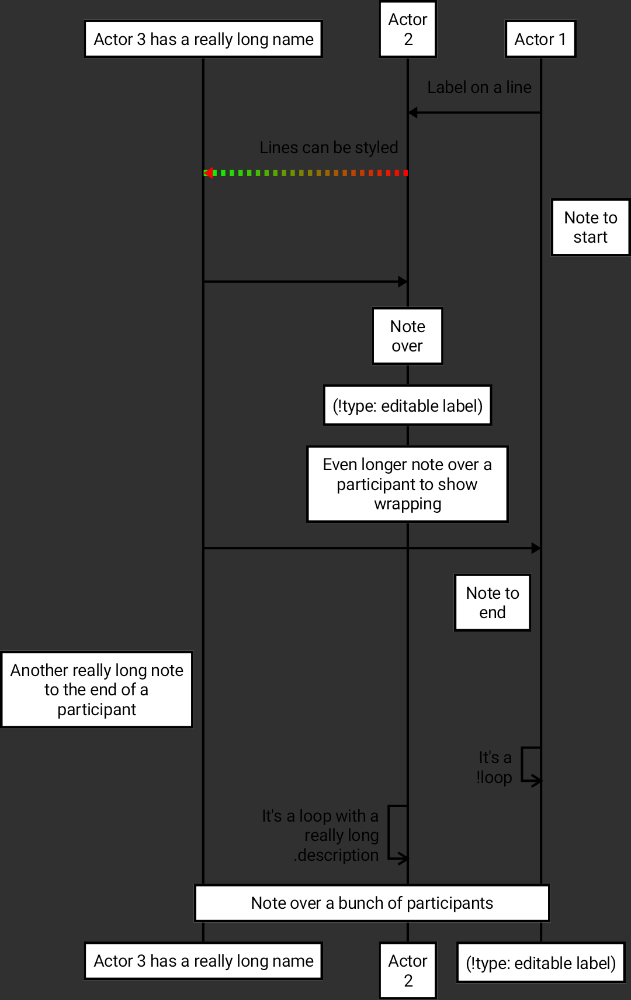 Actor 3 has a really long name
Actor
2
Actor 1
Label on a line
Lines can be styled
Note to
start
Note
over
(!type: editable label)
Even longer note over a
participant to show
wrapping
Note to
end
Another really long note
to the end of a
participant
It's a
!loop
It's a loop with a
really long
.description
Note over a bunch of participants
Actor 3 has a really long name
Actor
2
(!type: editable label)